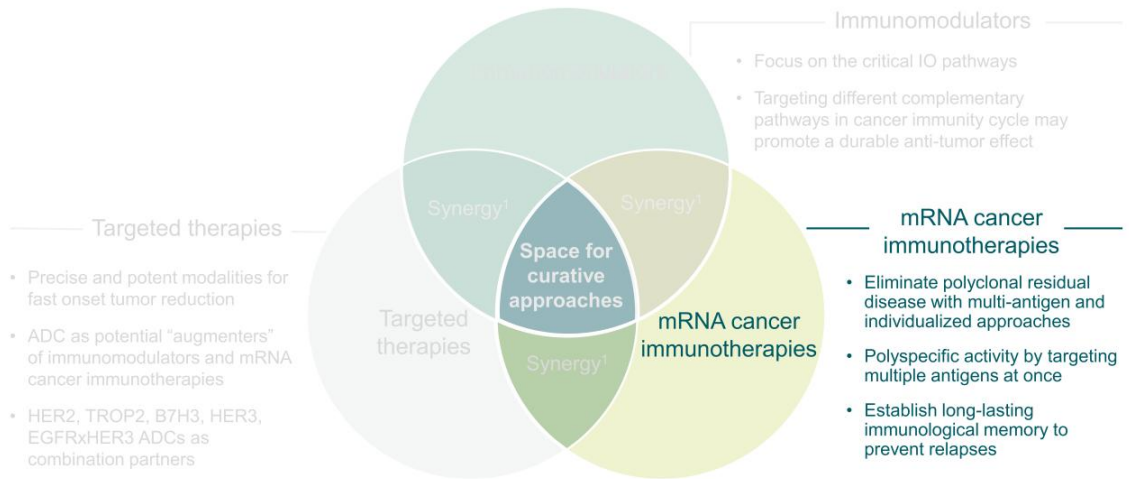 Immunomodulators
• Focus on the critical IO pathways
• Targeting different complementary
pathways in cancer immunity cycle may
promote a durable anti-tumor effect
Immunomodulators
Synergy¹
Synergy¹
Space for
curative
approaches
Targeted
therapies
mRNA cancer
immunotherapies
Synergy¹
Targeted therapies
• Precise and potent modalities for
fast onset tumor reduction
• ADC as potential “augmenters”
of immunomodulators and mRNA
cancer immunotherapies
• HER2, TROP2, B7H3, HER3,
EGFRxHER3 ADCs as
combination partners
mRNA cancer
immunotherapies
• Eliminate polyclonal residual
disease with multi-antigen and
individualized approaches
• Polyspecific activity by targeting
multiple antigens at once
• Establish long-lasting
immunological memory to
prevent relapses